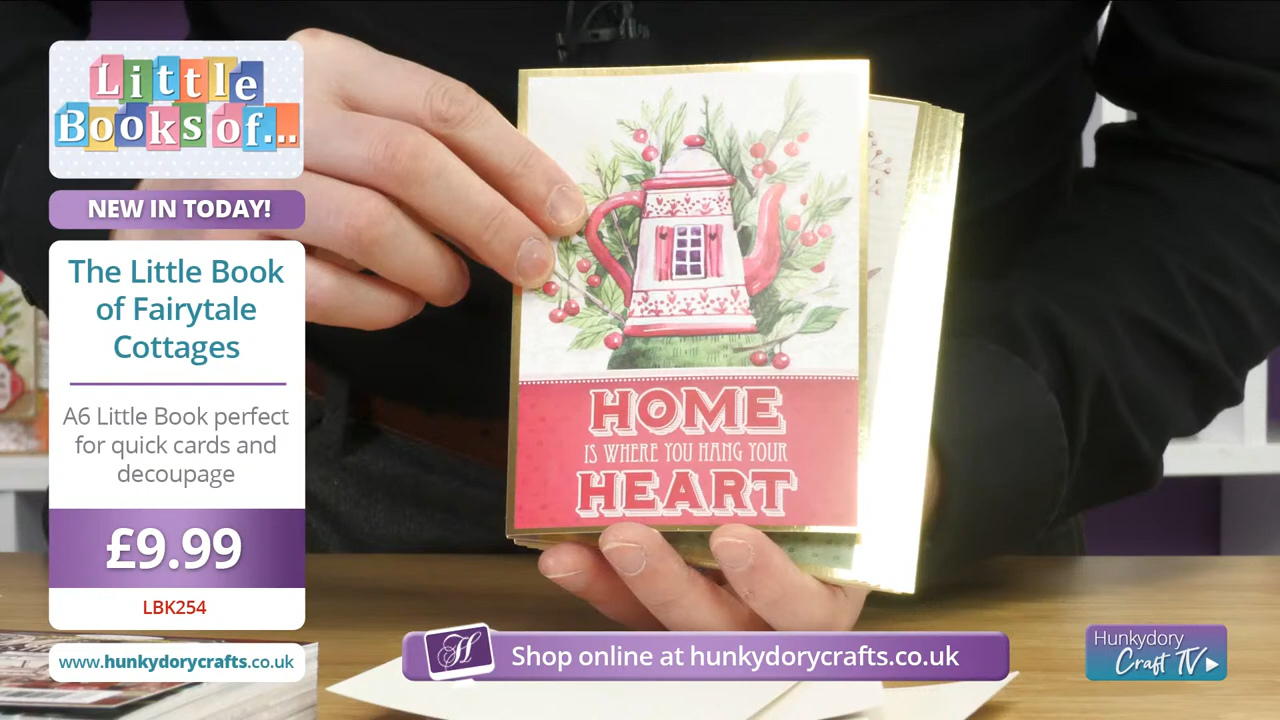 Little
Books of...
NEW IN TODAY!
The Little Book
of Fairytale
Cottages
A6 Little Book perfect
for quick cards and
decoupage
£9.99
LBK254
www.hunkydorycrafts.co.uk
HOME
IS WHERE YOU HANG YOUR
HEART
H
Shop online at hunkydorycrafts.co.uk
Hunkydory
Craft TV